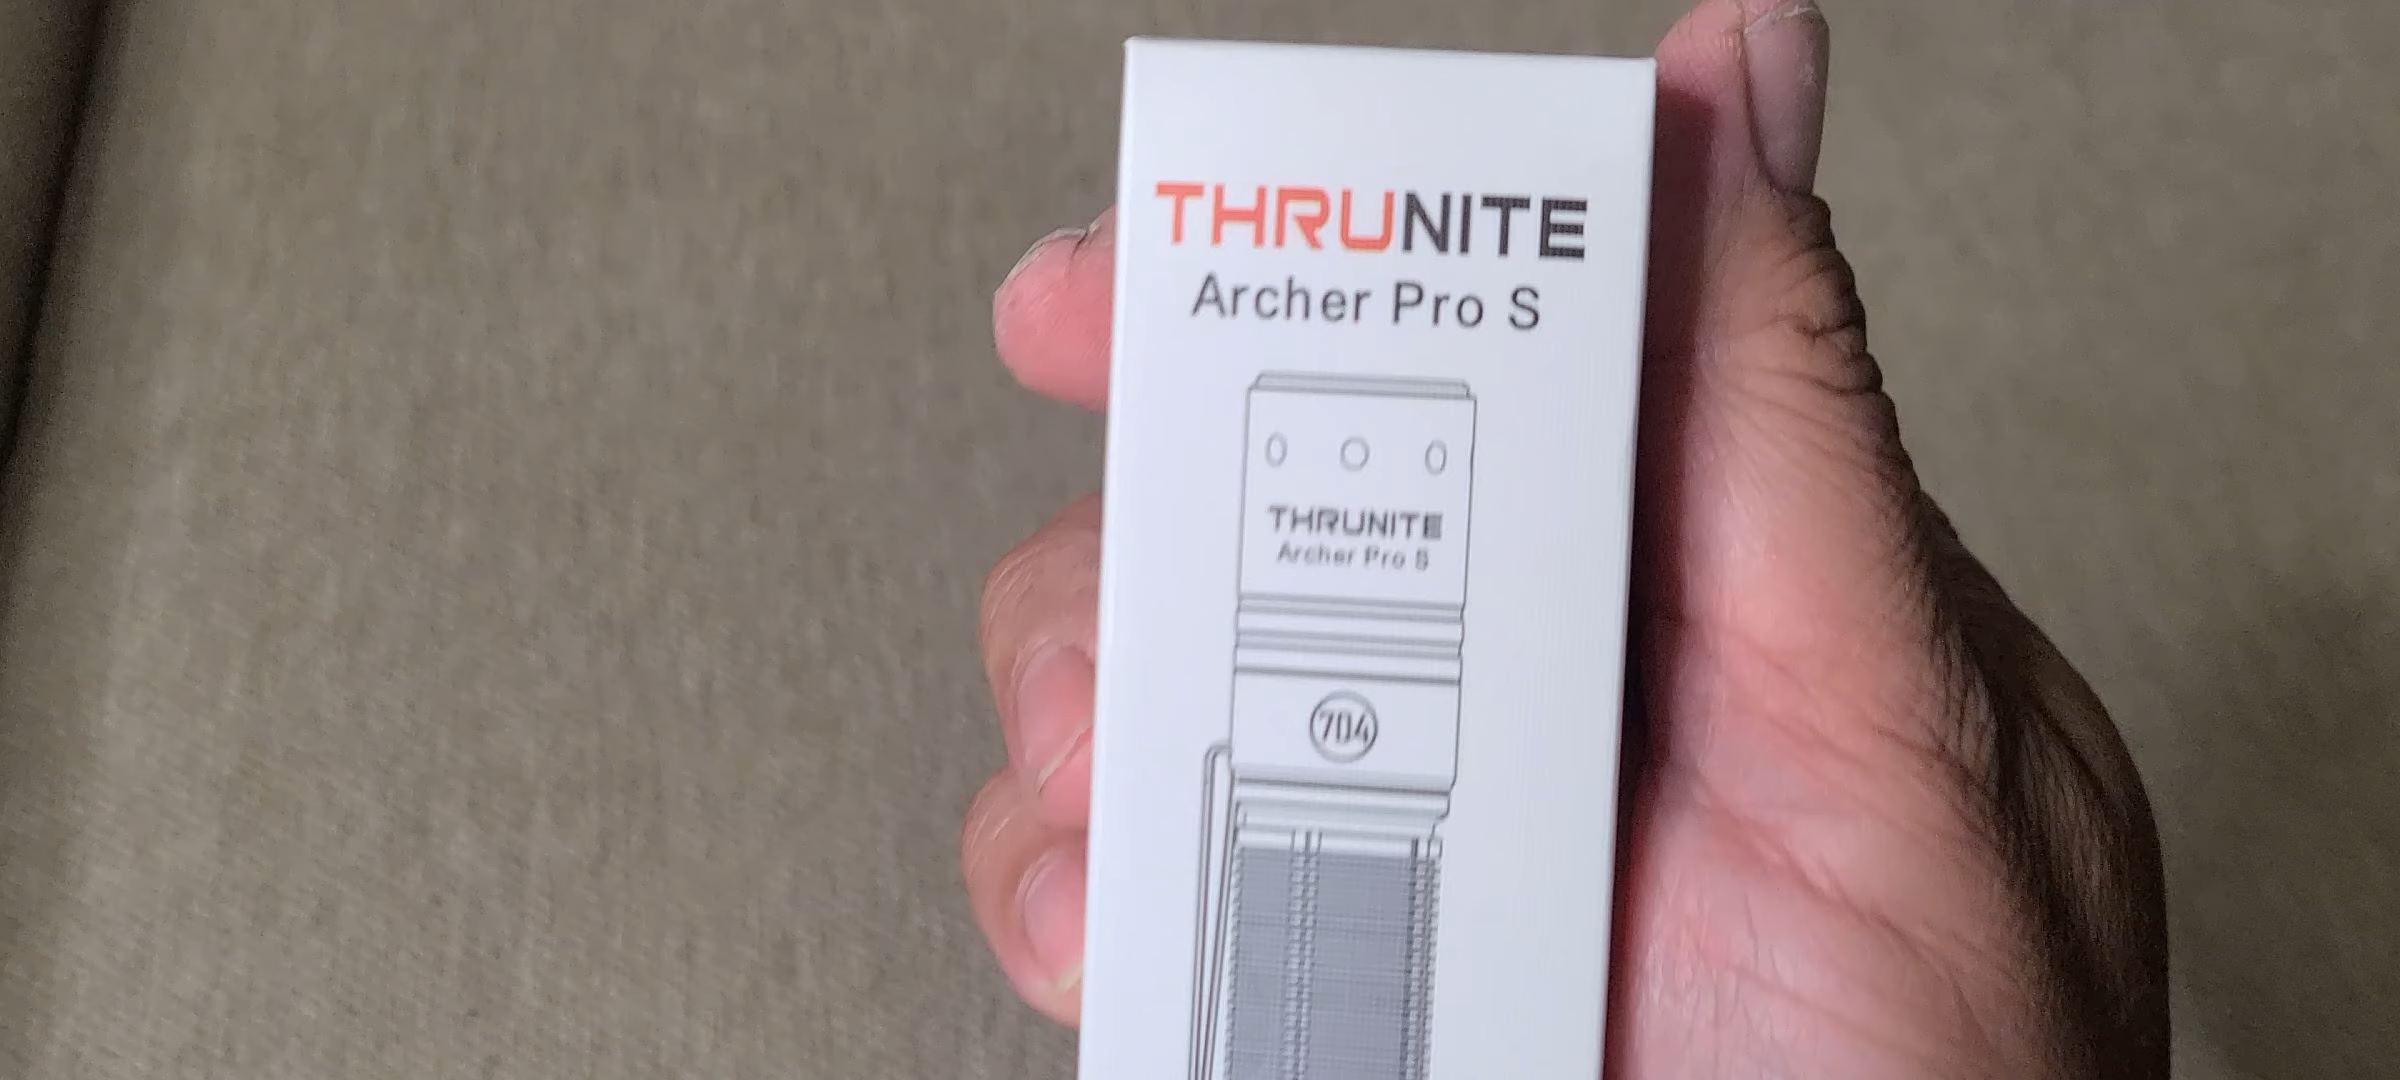 THRUNITE
Archer Pro S
THRUNITE
Archer Pro S
704